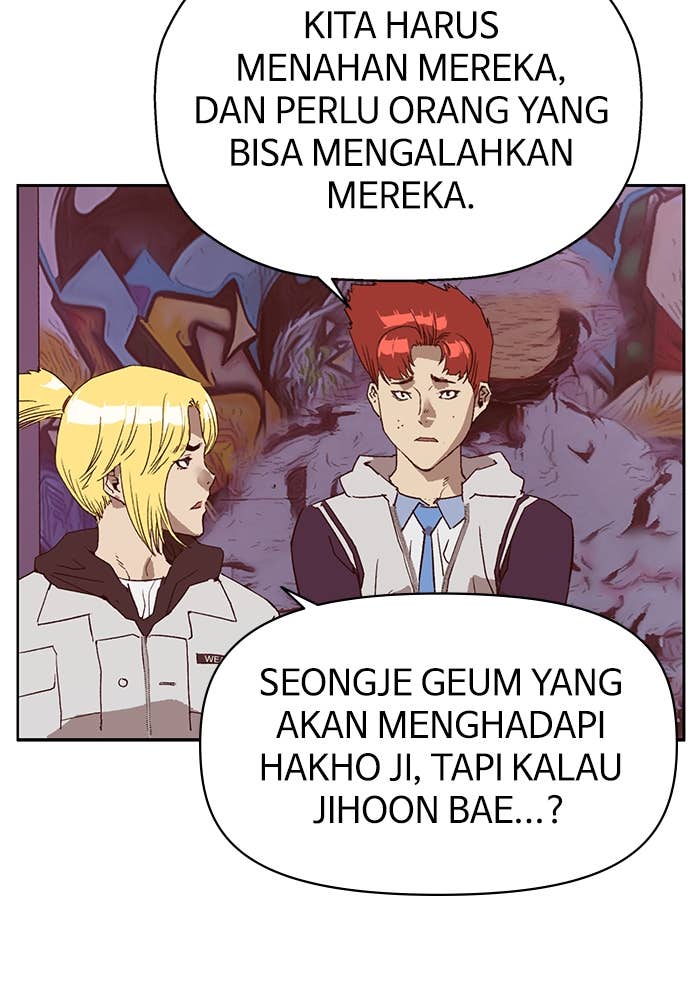 KITA HARUS
MENAHAN MEREKA,
DAN PERLU ORANG YANG
BISA MENGALAHKAN
MEREKA.
WE
SEONGJE GEUM YANG
AKAN MENGHADAPI
HAKHO JI, TAPI KALAU
JIHOON BAE...?